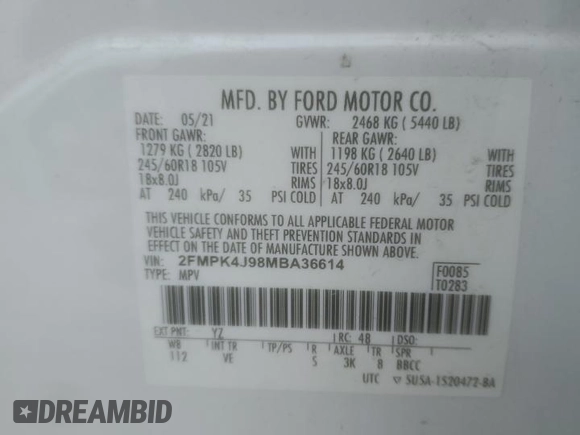 MFD. BY FORD MOTOR CO.
DATE: 05/21 GVWR: 2468 KG ( 5440 LB)
FRONT GAWR: REAR GAWR:
1279 KG ( 2820 LB) WITH 1198 KG ( 2640 LB) WITH
245/60R18 105V TIRES 245/60R18 105V TIRES
18x8.0J RIMS 18x8.0J RIMS
AT 240 kPa/ 35 PSI COLD AT 240 kPa/ 35 PSI COLD
THIS VEHICLE CONFORMS TO ALL APPLICABLE FEDERAL MOTOR
VEHICLE SAFETY AND THEFT PREVENTION STANDARDS IN
EFFECT ON THE DATE OF MANUFACTURE SHOWN ABOVE.
VIN: 2FMPK4J98MBA36614 F0085
TYPE: MPV T0283
EXT PNT: YZ RC: 48 DSO:
WB INT TR TP/PS R AXLE TR SPR
112 VE 5 3K 8 BBCC
UTC ▽ 5USA-1520472-BA
DREAMBID